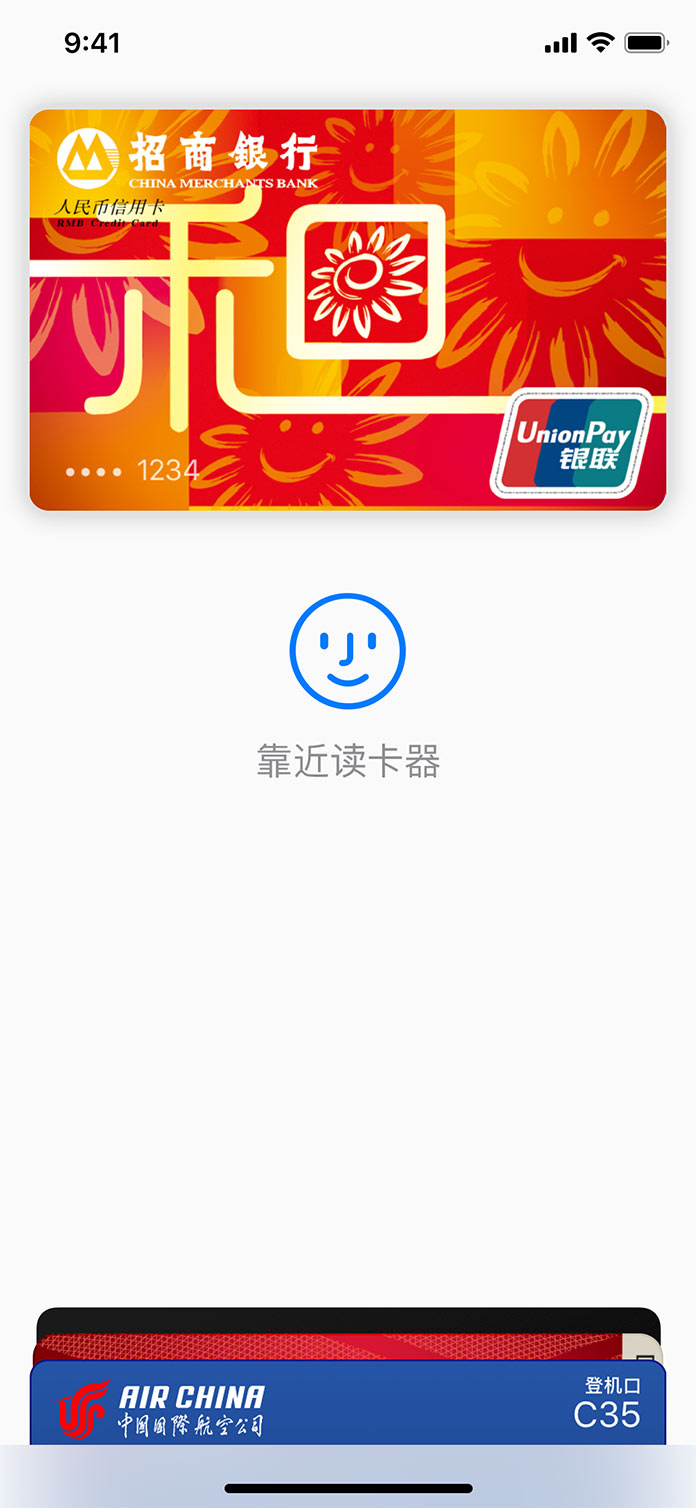 9:41
招商銀行
CHINA MERCHANTS BANK
人民币信用卡
RMB Credit Card
和
•••• 1234
UnionPay
银联
靠近读卡器
AIR CHINA
中国国際航空公司
登机口
C35